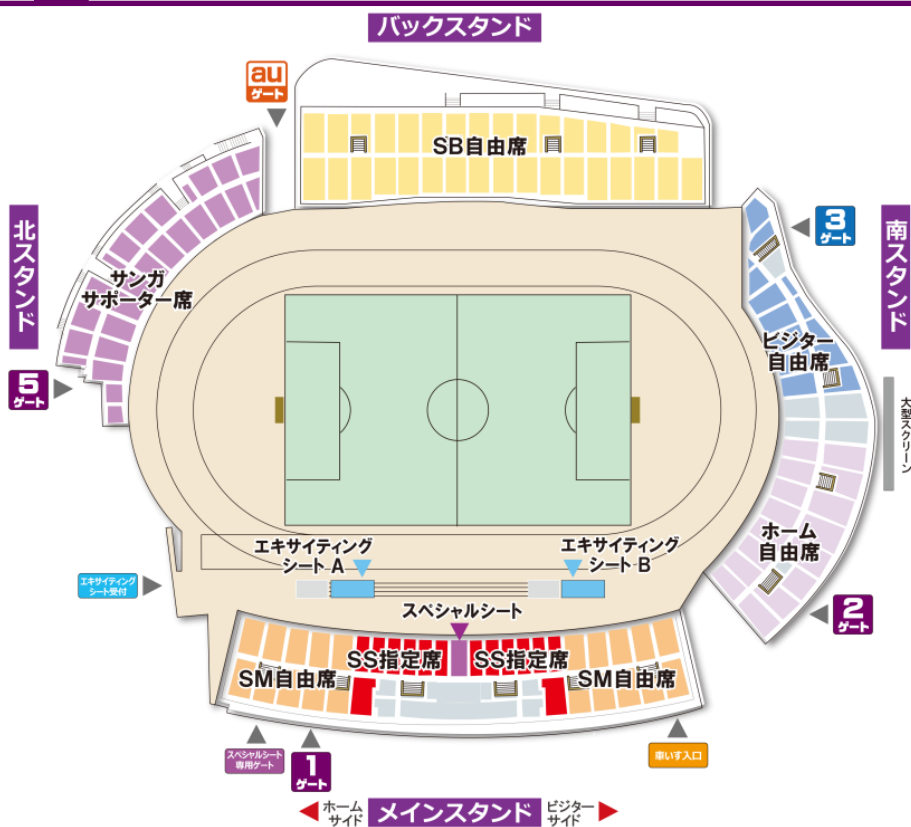 バックスタンド
au
ゲート
SB自由席
北スタンド
サンガ
サポーター席
3
ゲート
南スタンド
ビジター
自由席
5
ゲート
大型スクリーン
ホーム
自由席
エキサイティング
シート A
エキサイティング
シート B
エキサイティング
シート受付
スペシャルシート
2
ゲート
SS指定席
SS指定席
SM自由席
SM自由席
スペシャルシート
専用ゲート
1
ゲート
車いす入口
ホーム
サイド
メインスタンド
ビジター
サイド